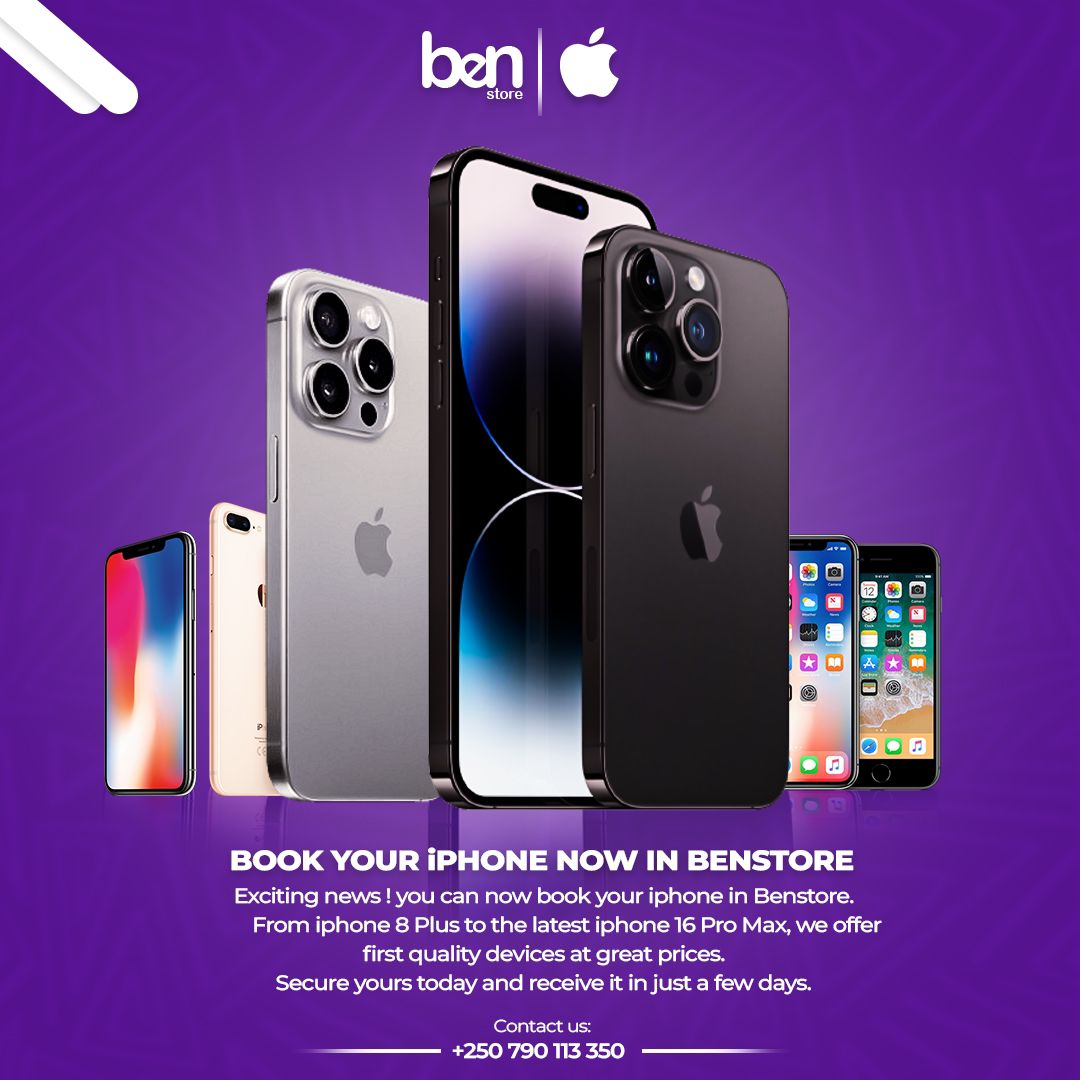 ben
store
BOOK YOUR iPHONE NOW IN BENSTORE
Exciting news ! you can now book your iphone in Benstore.
From iphone 8 Plus to the latest iphone 16 Pro Max, we offer
first quality devices at great prices.
Secure yours today and receive it in just a few days.
Contact us:
+250 790 113 350